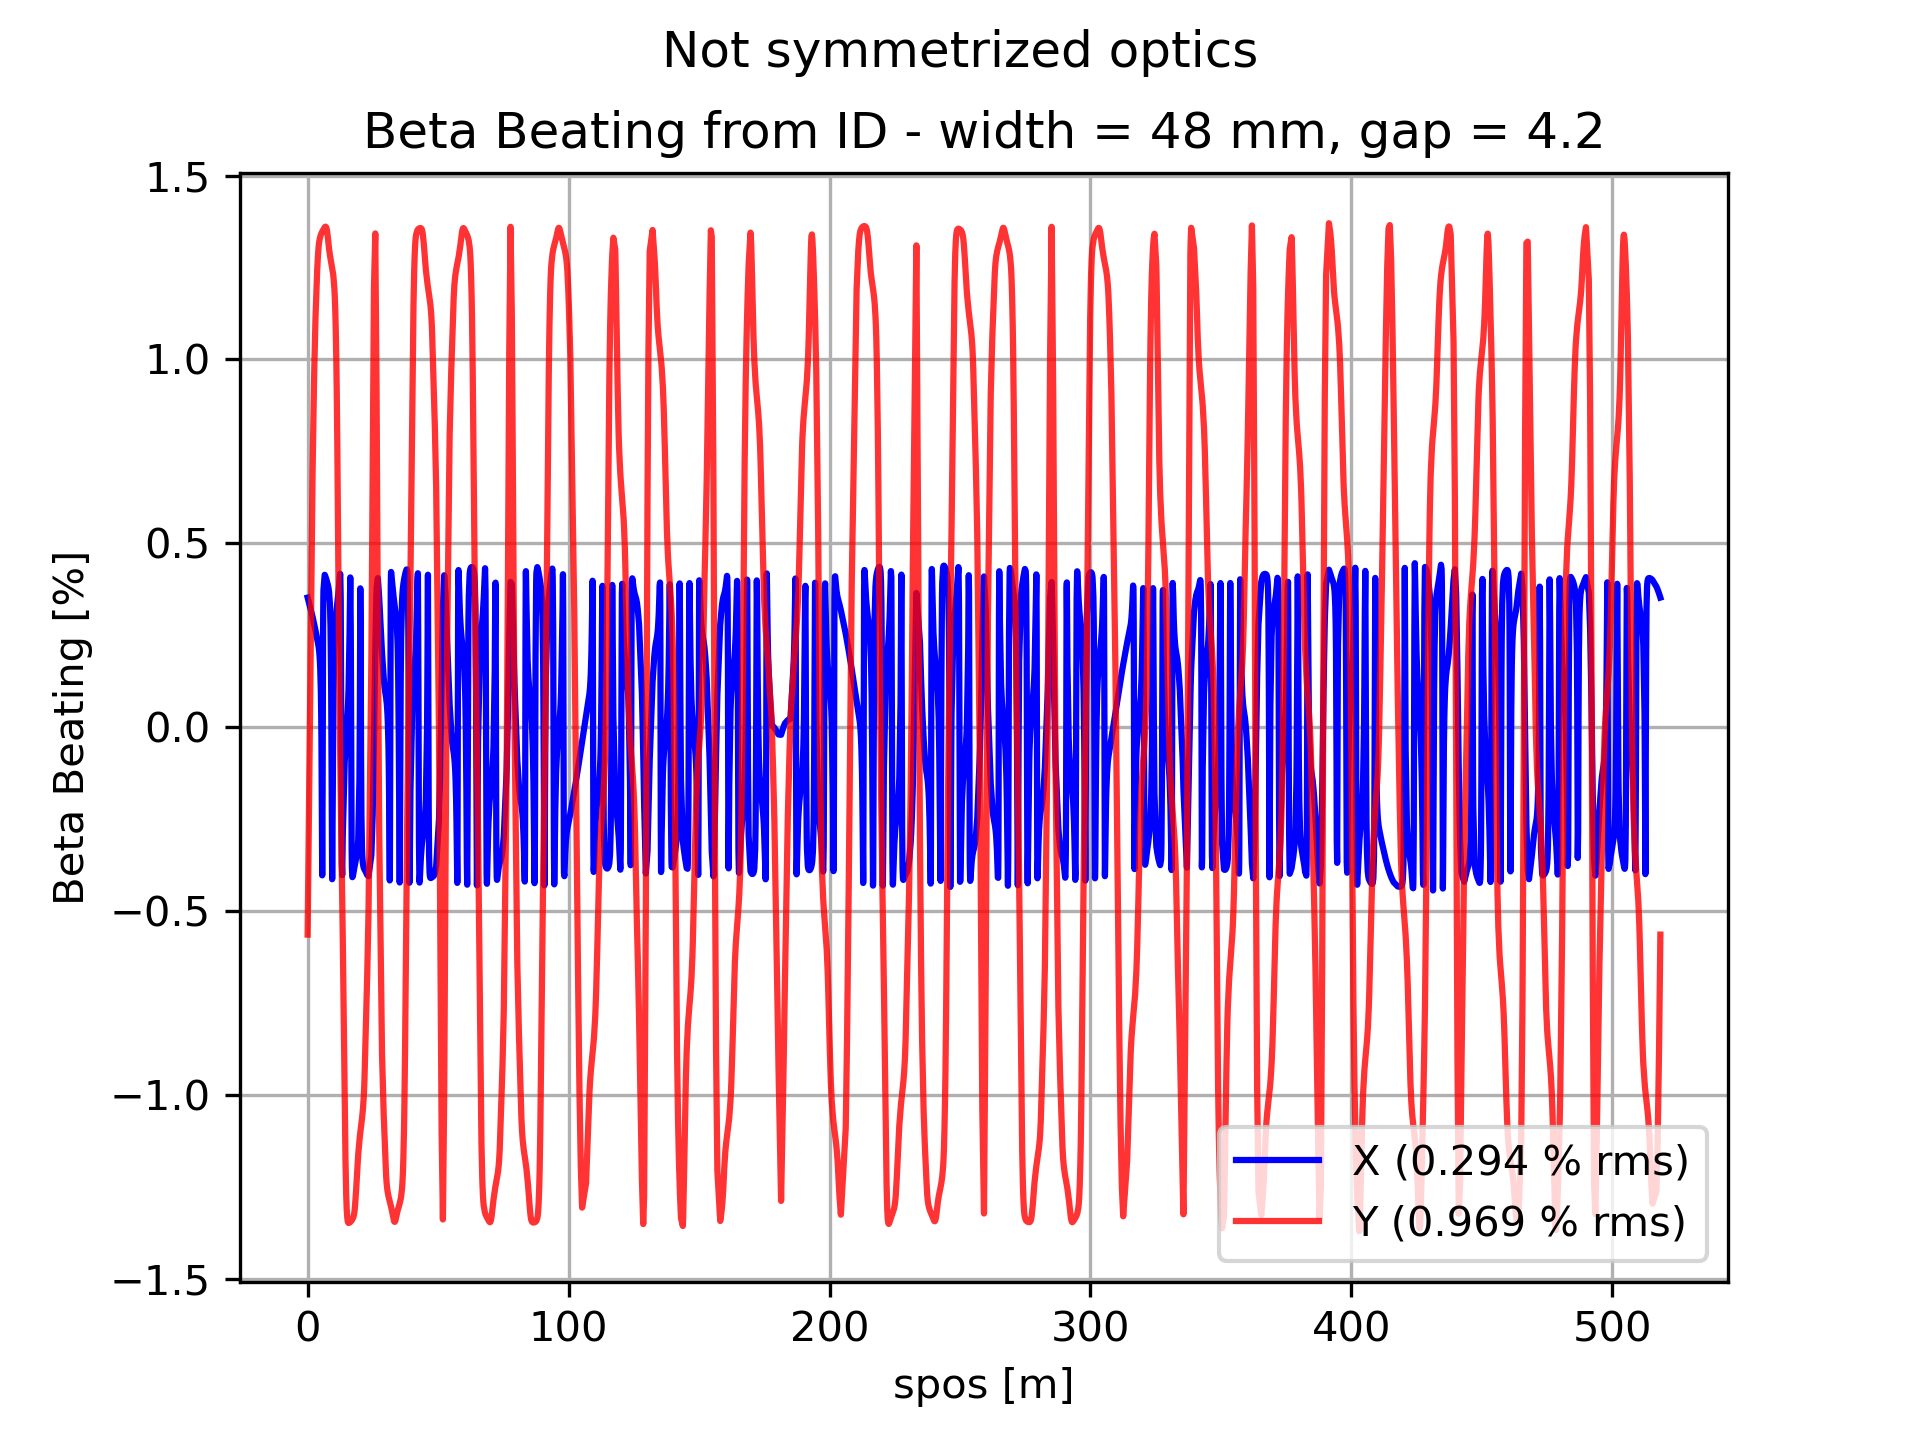 Not symmetrized optics
Beta Beating from ID - width = 48 mm, gap = 4.2
Beta Beating [%]
1.5
1.0
0.5
0.0
−0.5
−1.0
−1.5
X (0.294 % rms)
Y (0.969 % rms)
0 100 200 300 400 500
spos [m]